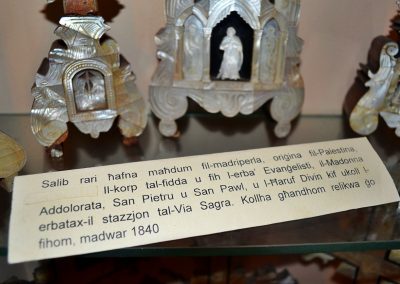 Salib rari ħafna maħdum fil-madriperla, oriġina fil-Palestina,
Il-korp tal-fidda u fih l-erba' Evanġelisti, il-Madonna
Addolorata, San Pietru u San Pawl, u l-Ħaruf Divin kif ukoll l-
erbatax-il stazzjon tal-Via Sagra. Kollha għandhom relikwa ġo
fihom, madwar 1840